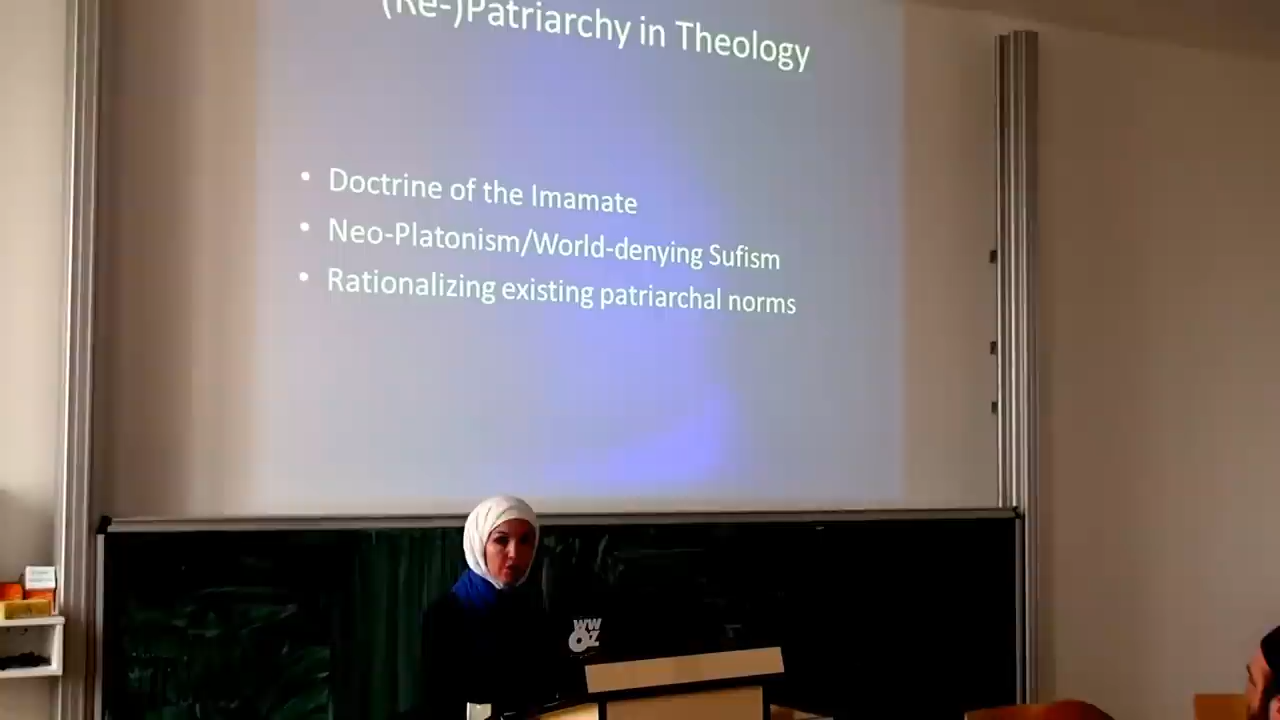 (Re-)Patriarchy in Theology
• Doctrine of the Imamate
• Neo-Platonism/World-denying Sufism
• Rationalizing existing patriarchal norms